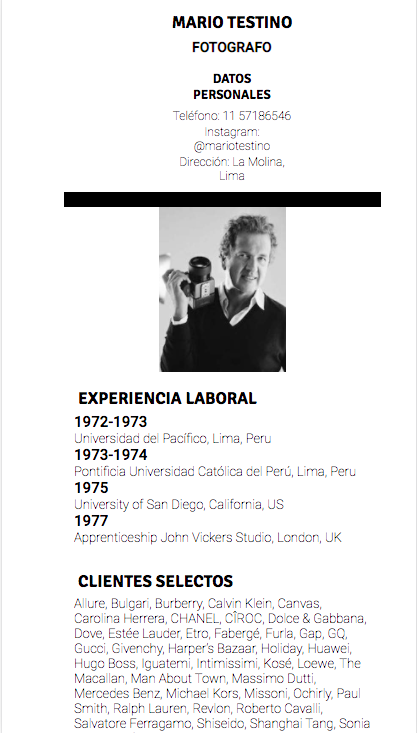 MARIO TESTINO
FOTOGRAFO
DATOS
PERSONALES
Teléfono: 11 57186546
Instagram:
@mariotestino
Dirección: La Molina,
Lima
EXPERIENCIA LABORAL
1972-1973
Universidad del Pacífico, Lima, Peru
1973-1974
Pontificia Universidad Católica del Perú, Lima, Peru
1975
University of San Diego, California, US
1977
Apprenticeship John Vickers Studio, London, UK
CLIENTES SELECTOS
Allure, Bulgari, Burberry, Calvin Klein, Canvas,
Carolina Herrera, CHANEL, CÎROC, Dolce & Gabbana,
Dove, Estée Lauder, Etro, Fabergé, Furla, Gap, GQ,
Gucci, Givenchy, Harper's Bazaar, Holiday, Huawei,
Hugo Boss, Iguatemi, Intimissimi, Kosé, Loewe, The
Macallan, Man About Town, Massimo Dutti,
Mercedes Benz, Michael Kors, Missoni, Ochirly, Paul
Smith, Ralph Lauren, Revlon, Roberto Cavalli,
Salvatore Ferragamo, Shiseido, Shanghai Tang, Sonia